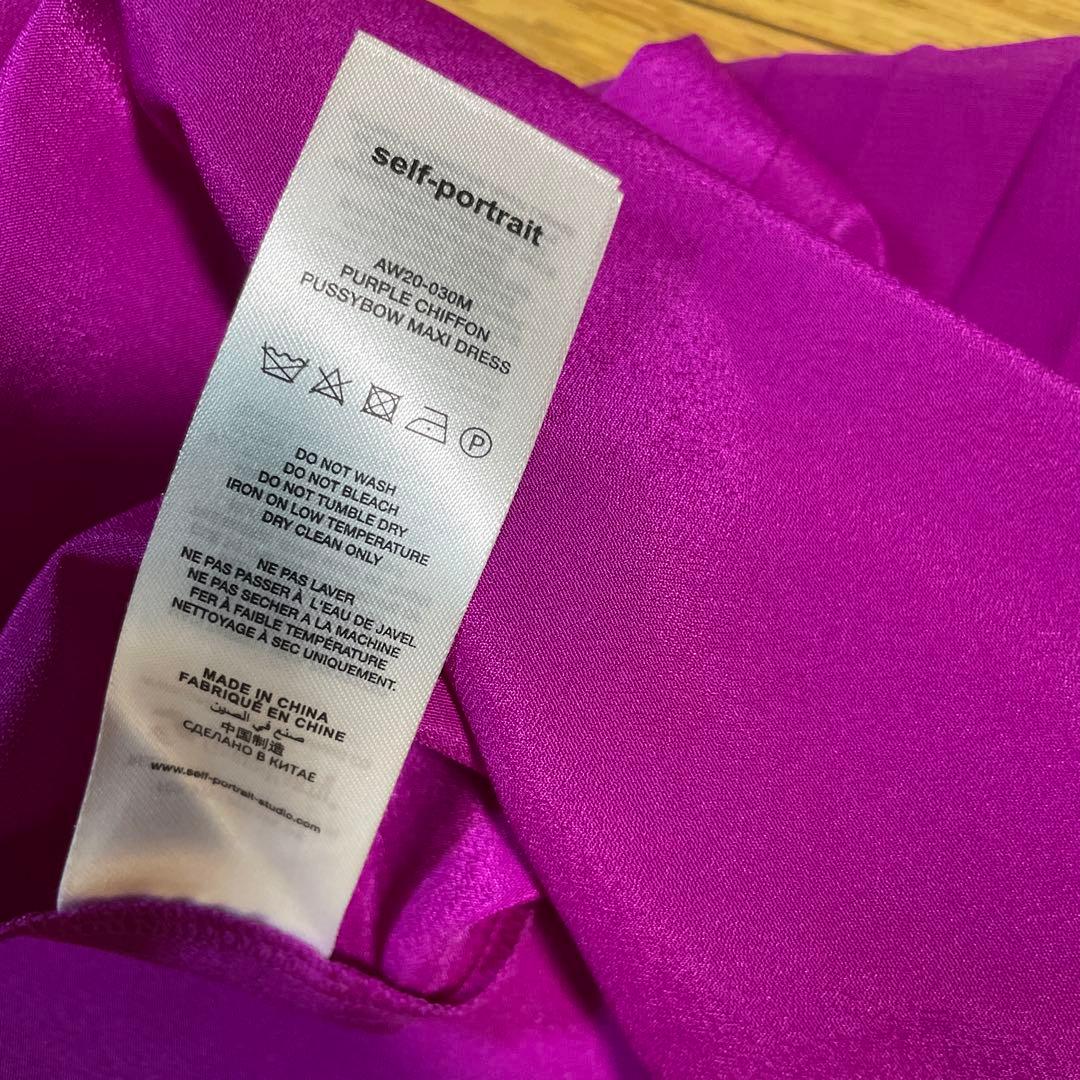 self-portrait
AW20-030M
PURPLE CHIFFON
PUSSYBOW MAXI DRESS
P
DO NOT WASH
DO NOT BLEACH
DO NOT TUMBLE DRY
IRON ON LOW TEMPERATURE
DRY CLEAN ONLY
NE PAS LAVER
NE PAS PASSER À L'EAU DE JAVEL
NE PAS SECHER A LA MACHINE
FER À FAIBLE TEMPÉRATURE
NETTOYAGE À SEC UNIQUEMENT.
MADE IN CHINA
FABRIQUÉ EN CHINE
صنع في الصين
中国制造
СДЕЛАНО В КИТАЕ
www.self-portrait-studio.com